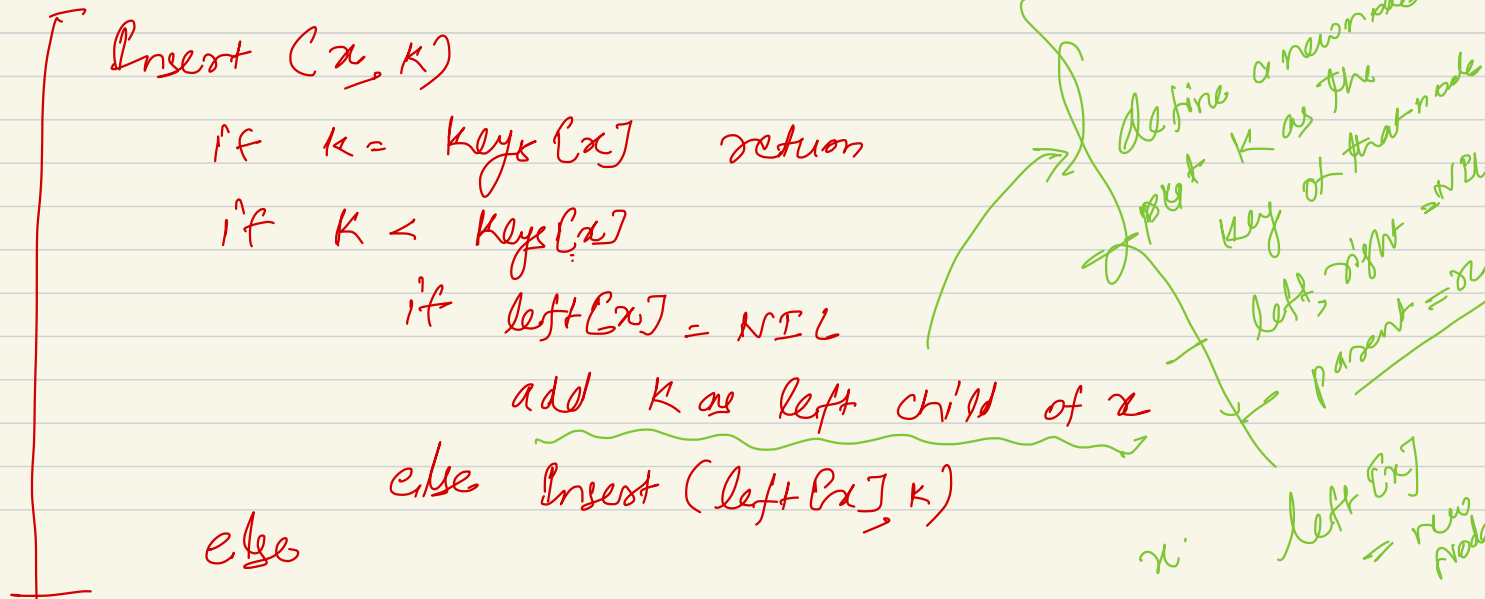 Insert (x, k)
if k = keys[x] return
if k < keys[x]
if left[x] = NIL
add k as left child of x
else Insert (left[x], k)
else
define a new node
put k as the
key of that node
left, right = NIL
parent = x
left [x]
= new
node
x